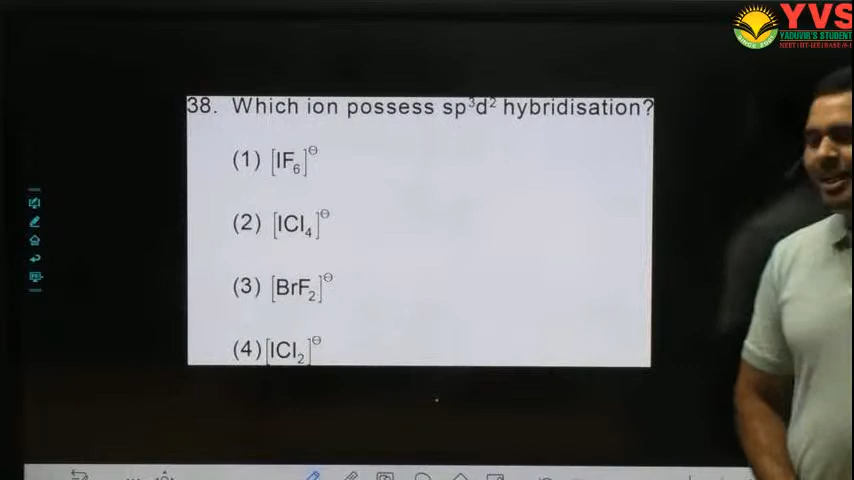 YVS
YADUVIR'S STUDENT
38. Which ion possess sp³d² hybridisation?
(1) [IF₆]⊖
(2) [ICl₄]⊖
(3) [BrF₂]⊖
(4) [ICl₂]⊖